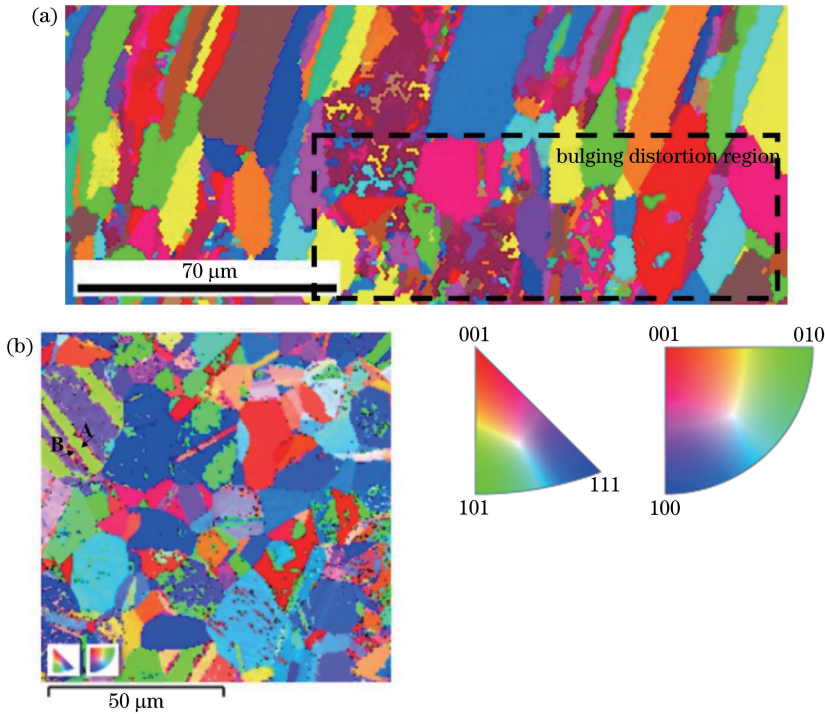 (a)
bulging distortion region
70 μm
(b)
A
B
50 μm
001
101
111
001
010
100